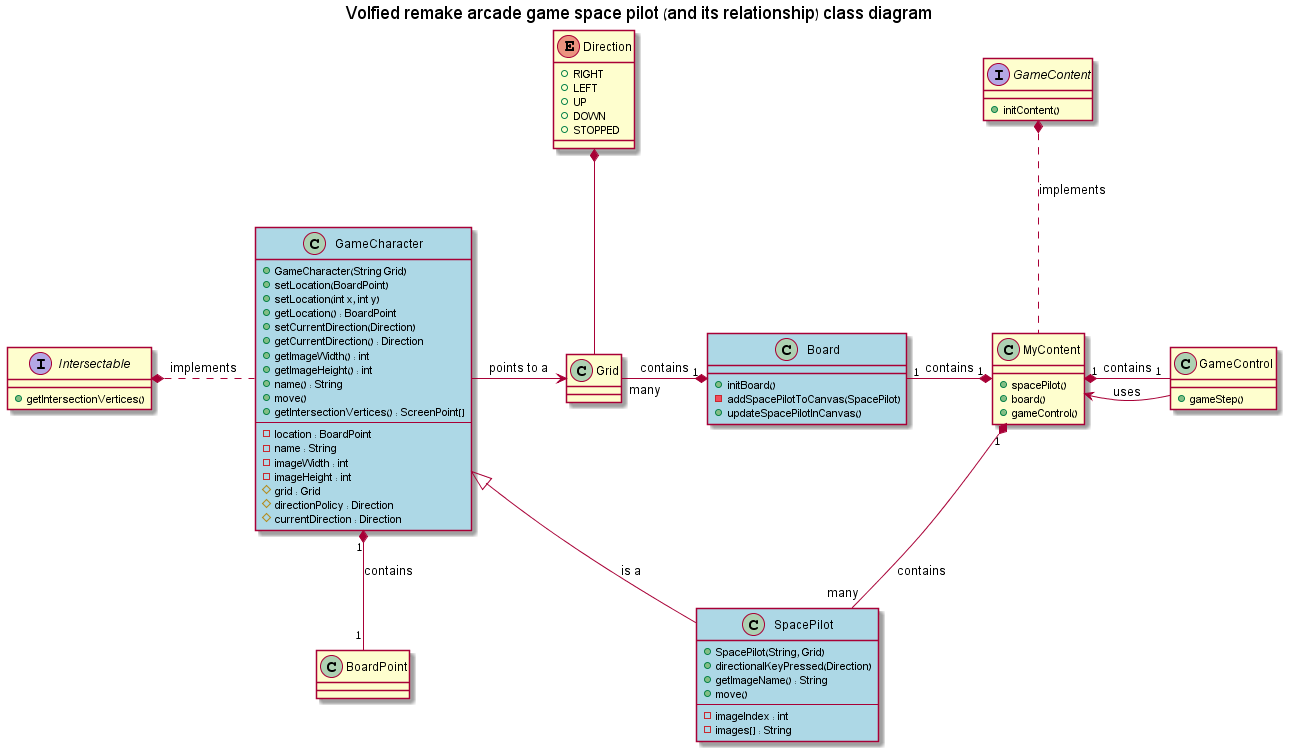 Volfied remake arcade game space pilot (and its relationship) class diagram
E Direction
RIGHT
LEFT
UP
DOWN
STOPPED
I GameContent
initContent()
implements
C GameCharacter
GameCharacter(String Grid)
setLocation(BoardPoint)
setLocation(int x, int y)
getLocation() : BoardPoint
setCurrentDirection(Direction)
getCurrentDirection() : Direction
getImageWidth() : int
getImageHeight() : int
name() : String
move()
getIntersectionVertices() : ScreenPoint[]
location : BoardPoint
name : String
imageWidth : int
imageHeight : int
grid : Grid
directionPolicy : Direction
currentDirection : Direction
I Intersectable
getIntersectionVertices()
implements
points to a
C Grid
contains
1
many
C Board
initBoard()
addSpacePilotToCanvas(SpacePilot)
updateSpacePilotInCanvas()
1
contains
1
C MyContent
spacePilot()
board()
gameControl()
1
contains
1
uses
C GameControl
gameStep()
1
contains
1
is a
1
contains
many
C BoardPoint
C SpacePilot
SpacePilot(String, Grid)
directionalKeyPressed(Direction)
getImageName() : String
move()
imageIndex : int
images[] : String